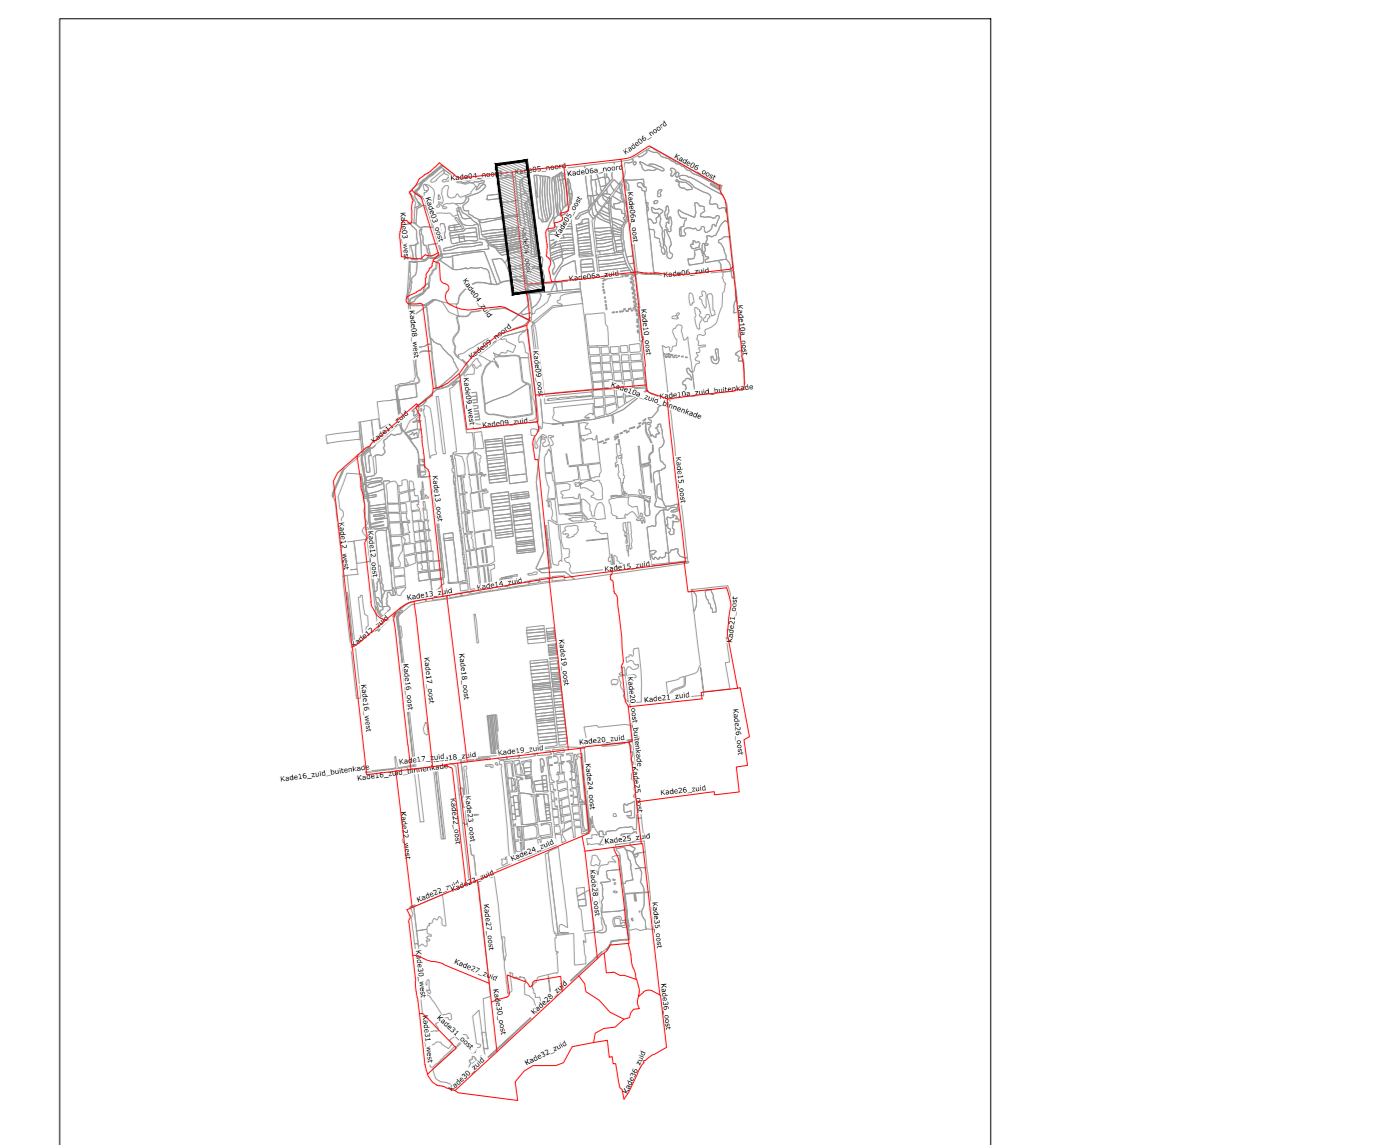 Kade06_noord
Kade06_oost
Kade05_noord
Kade06a_noord
Kade03_oost
Kade03_west
Kade05_oost
Kade06a_oost
Kade06a_zuid
Kade06_zuid
Kade04_zuid
Kade08_west
Kade09_noord
Kade10_oost
Kade10a_oost
Kade09_west
Kade09_zuid
Kade10a_zuid_binnenkade
Kade10a_zuid_buitenkade
Kade11_zuid
Kade13_oost
Kade15_oost
Kade12_west
Kade12_oost
Kade13_zuid
Kade14_zuid
Kade15_zuid
Kade12_zuid
Kade21_oost
Kade16_west
Kade16_oost
Kade17_oost
Kade18_oost
Kade19_oost
Kade20_oost_buitenkade
Kade21_zuid
Kade26_oost
Kade16_zuid_buitenkade
Kade16_zuid_binnenkade
Kade17_zuid
18_zuid
Kade19_zuid
Kade20_zuid
Kade24_oost
Kade25_oost
Kade26_zuid
Kade22_west
Kade22_oost
Kade23_oost
Kade24_zuid
Kade25_zuid
Kade22_zuid
Kade28_oost
Kade27_oost
Kade35_oost
Kade30_west
Kade27_zuid
Kade28_zuid
Kade30_oost
Kade36_oost
Kade31_west
Kade31_oost
Kade32_zuid
Kade30_zuid
Kade36_zuid